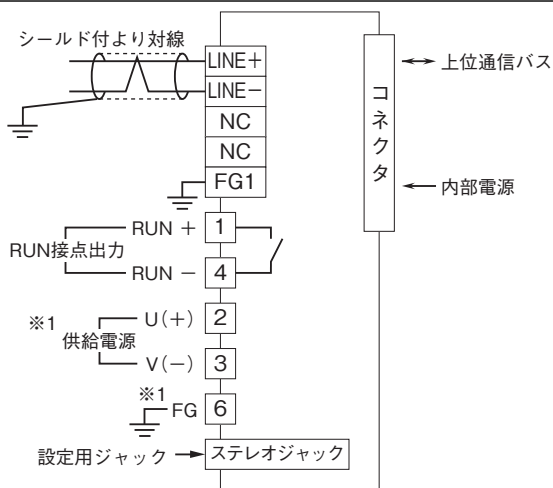 シールド付より対線
LINE+
LINE−
NC
NC
FG1
コネクタ
上位通信バス
内部電源
RUN +
1
RUN接点出力
RUN −
4
※1
供給電源
U(+)
2
V(−)
3
※1
FG
6
設定用ジャック
ステレオジャック